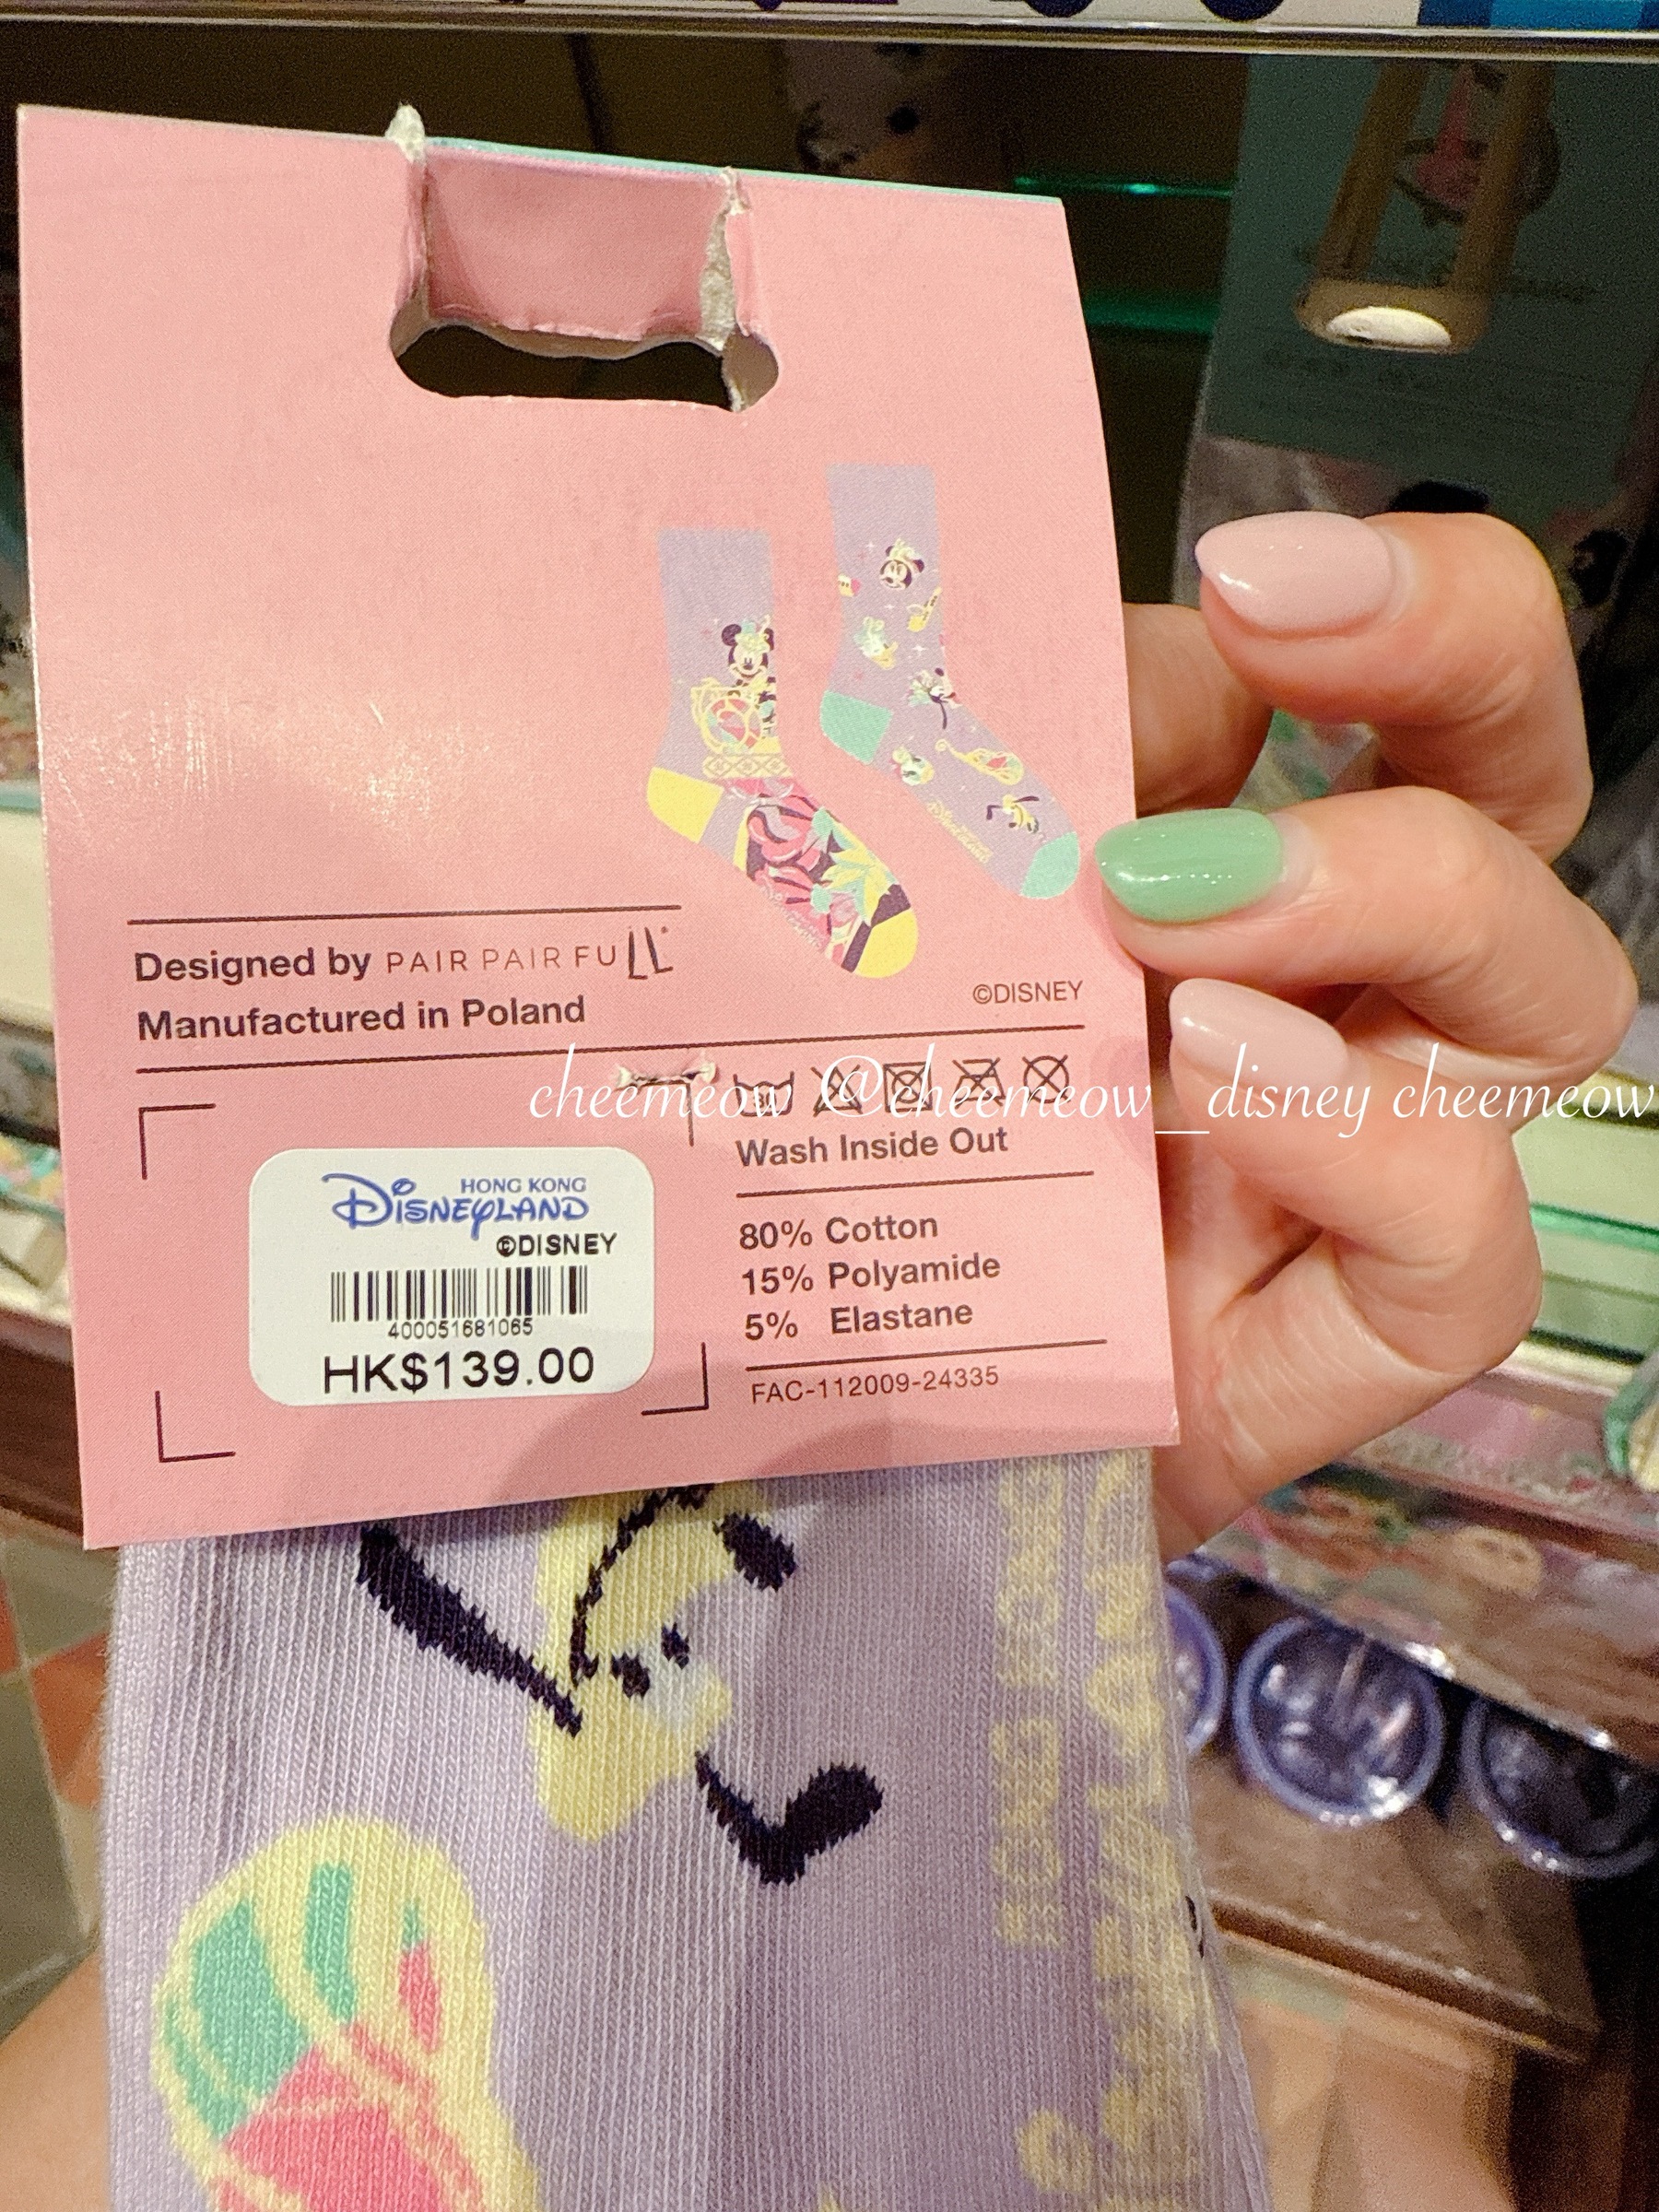 Designed by PAIR PAIR FULL
Manufactured in Poland
©DISNEY
cheemeow @cheemeow_disney cheemeow
30
Wash Inside Out
80% Cotton
15% Polyamide
5% Elastane
FAC-112009-24335
HONG KONG
DISNEYLAND
©DISNEY
400051681065
HK$139.00